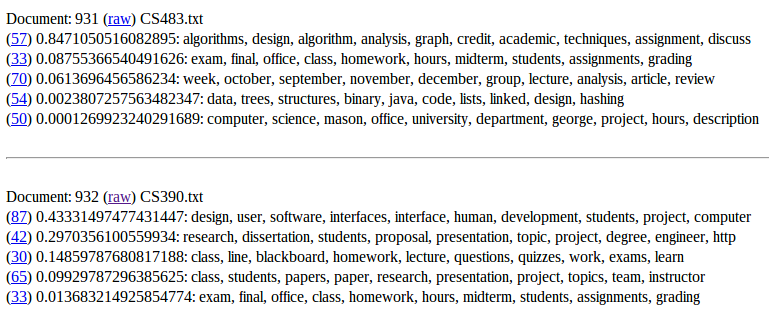 Document: 931 (raw) CS483.txt
(57) 0.8471050516082895: algorithms, design, algorithm, analysis, graph, credit, academic, techniques, assignment, discuss
(33) 0.08755366540491626: exam, final, office, class, homework, hours, midterm, students, assignments, grading
(70) 0.0613696456586234: week, october, september, november, december, group, lecture, analysis, article, review
(54) 0.0023807257563482347: data, trees, structures, binary, java, code, lists, linked, design, hashing
(50) 0.0001269923240291689: computer, science, mason, office, university, department, george, project, hours, description
Document: 932 (raw) CS390.txt
(87) 0.43331497477431447: design, user, software, interfaces, interface, human, development, students, project, computer
(42) 0.2970356100559934: research, dissertation, students, proposal, presentation, topic, project, degree, engineer, http
(30) 0.14859787680817188: class, line, blackboard, homework, lecture, questions, quizzes, work, exams, learn
(65) 0.09929787296385625: class, students, papers, paper, research, presentation, project, topics, team, instructor
(33) 0.013683214925854774: exam, final, office, class, homework, hours, midterm, students, assignments, grading